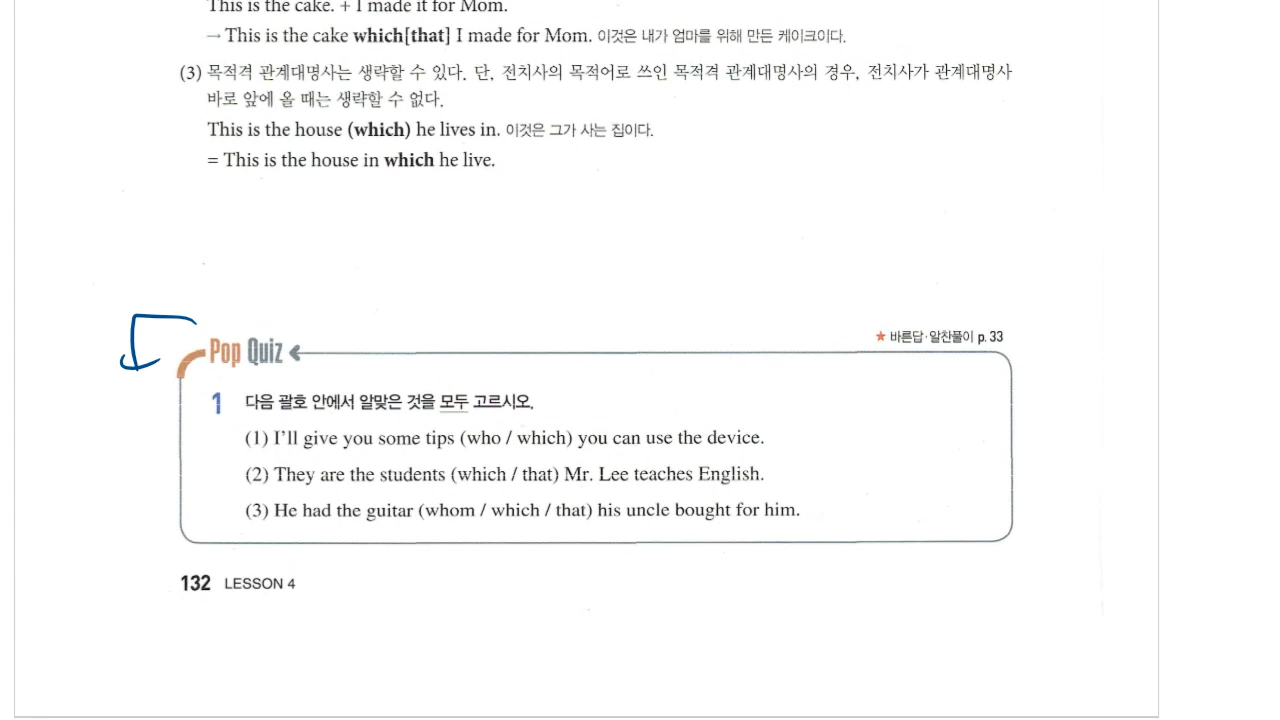 This is the cake. + I made it for Mom.
→ This is the cake which[that] I made for Mom. 이것은 내가 엄마를 위해 만든 케이크이다.
(3) 목적격 관계대명사는 생략할 수 있다. 단, 전치사의 목적어로 쓰인 목적격 관계대명사의 경우, 전치사가 관계대명사
바로 앞에 올 때는 생략할 수 없다.
This is the house (which) he lives in. 이것은 그가 사는 집이다.
= This is the house in which he live.
Pop Quiz
★ 바른답·알찬풀이 p. 33
1 다음 괄호 안에서 알맞은 것을 모두 고르시오.
(1) I'll give you some tips (who / which) you can use the device.
(2) They are the students (which / that) Mr. Lee teaches English.
(3) He had the guitar (whom / which / that) his uncle bought for him.
132 LESSON 4